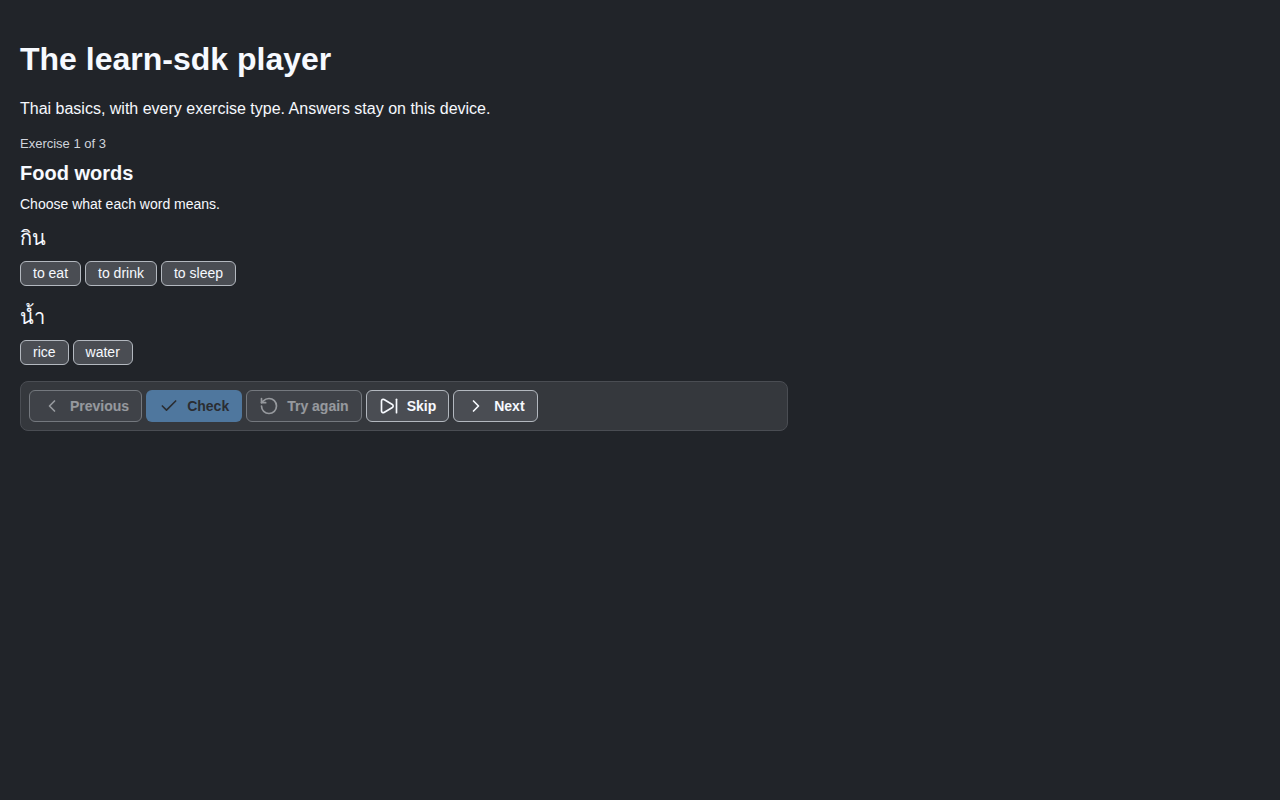 The learn-sdk player
Thai basics, with every exercise type. Answers stay on this device.
Exercise 1 of 3
Food words
Choose what each word means.
กิน
to eat to drink to sleep
น้ำ
rice water
Previous Check Try again Skip Next